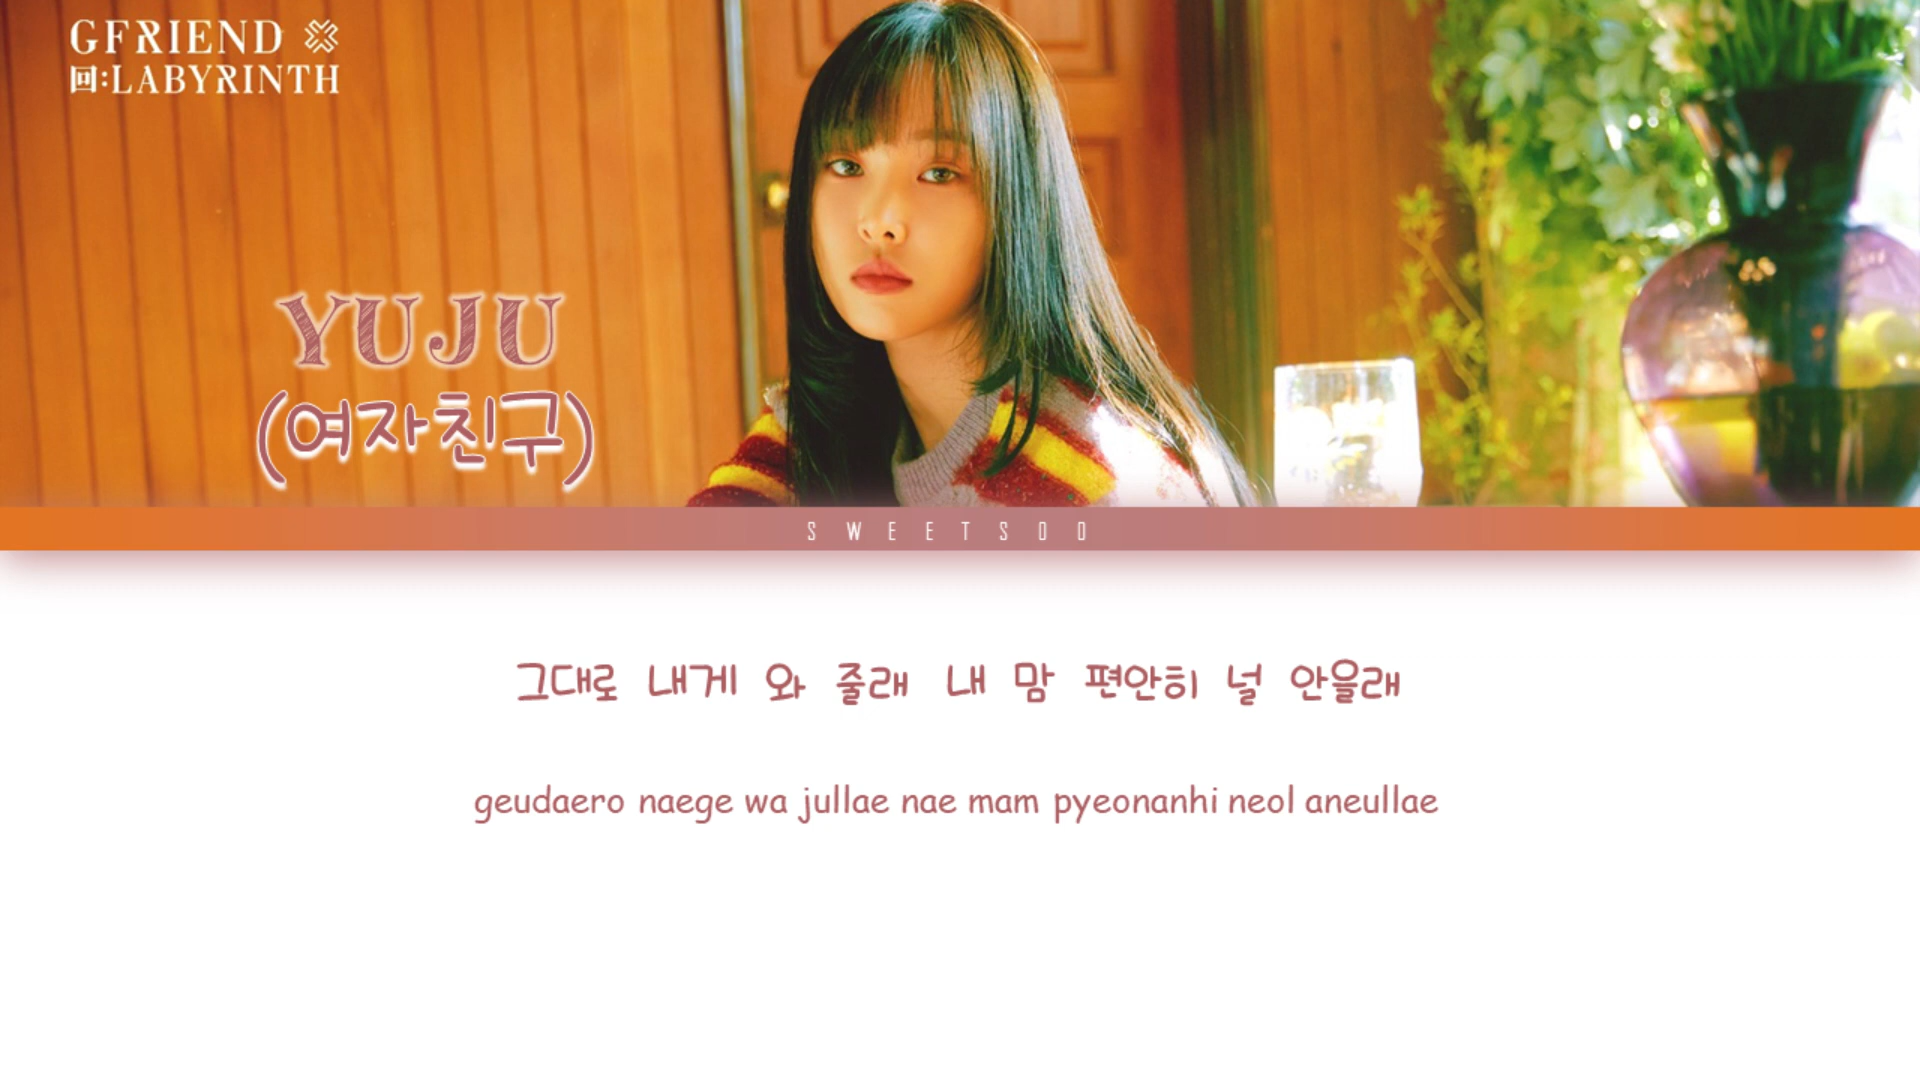 GFRIEND
回:LABYRINTH
YUJU
(여자친구)
SWEETSOO
그대로 내게 와 줄래 내 맘 편안히 널 안을래
geudaero naege wa jullae nae mam pyeonanhi neol aneullae